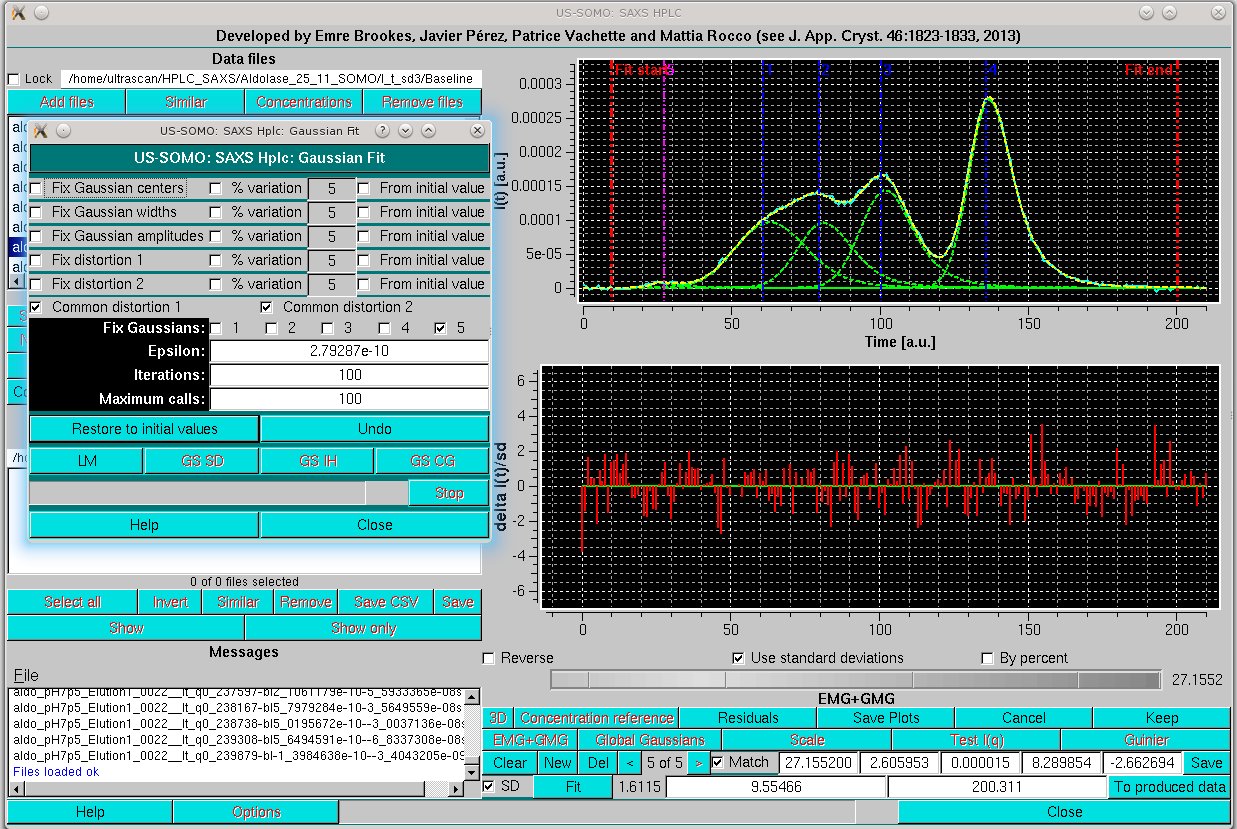 US-SOMO: SAXS HPLC
Developed by Emre Brookes, Javier Pérez, Patrice Vachette and Mattia Rocco (see J. App. Cryst. 46:1823-1833, 2013)
Data files
Lock /home/ultrascan/HPLC_SAXS/Aldolase_25_11_SOMO/I_t_sd3/Baseline
Add files Similar Concentrations Remove files
US-SOMO: SAXS Hplc: Gaussian Fit
US-SOMO: SAXS Hplc: Gaussian Fit
Fix Gaussian centers % variation 5 From initial value
Fix Gaussian widths % variation 5 From initial value
Fix Gaussian amplitudes % variation 5 From initial value
Fix distortion 1 % variation 5 From initial value
Fix distortion 2 % variation 5 From initial value
Common distortion 1 Common distortion 2
Fix Gaussians: 1 2 3 4 5
Epsilon: 2.79287e-10
Iterations: 100
Maximum calls: 100
Restore to initial values Undo
LM GS SD GS IH GS CG
Stop
Help Close
0 of 0 files selected
Select all Invert Similar Remove Save CSV Save
Show Show only
Messages
File
aldo_pH7p5_Elution1_0022__It_q0_237597-bl2_1061179e-10-5_5933365e-08s
aldo_pH7p5_Elution1_0022__It_q0_238167-bl5_7979284e-10-3_5649559e-08s
aldo_pH7p5_Elution1_0022__It_q0_238738-bl5_0195672e-10--3_0037136e-08s
aldo_pH7p5_Elution1_0022__It_q0_239308-bl5_6494591e-10--6_8337308e-08s
aldo_pH7p5_Elution1_0022__It_q0_239879-bl-1_3984638e-10--3_4043205e-09
Files loaded ok
Help Options
Fit start 1 2 3 4 Fit end
0.0003
0.00025
0.0002
0.00015
0.0001
5e-05
0
I(t) [a.u.]
0 50 100 150 200
Time [a.u.]
6
4
2
0
-2
-4
-6
delta I(t)/sd
0 50 100 150 200
Reverse Use standard deviations By percent
27.1552
EMG+GMG
3D Concentration reference Residuals Save Plots Cancel Keep
EMG+GMG Global Gaussians Scale Test I(q) Guinier
Clear New Del < 5 of 5 > Match 27.155200 2.605953 0.000015 8.289854 -2.662694 Save
SD Fit 1.6115 9.55466 200.311 To produced data
Close